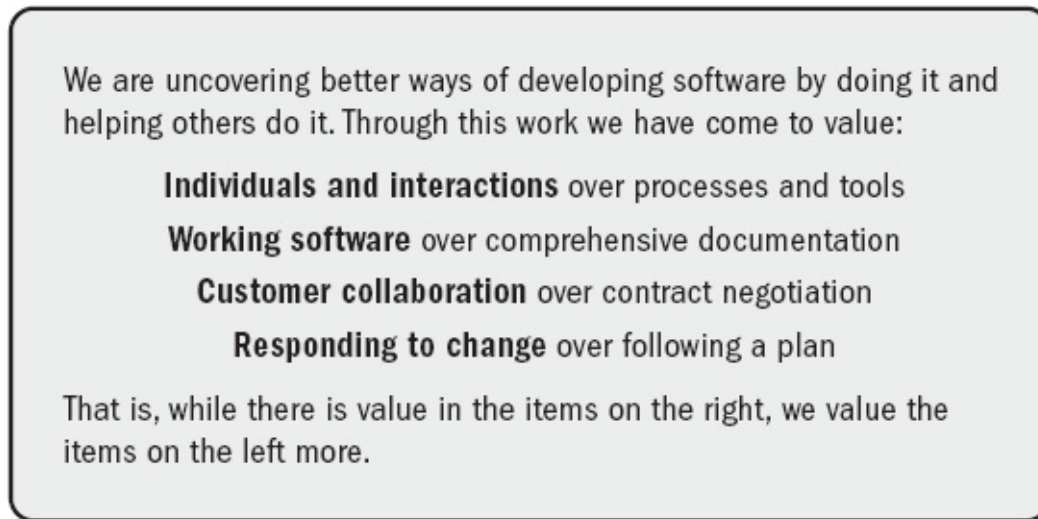 We are uncovering better ways of developing software by doing it and
helping others do it. Through this work we have come to value:
Individuals and interactions over processes and tools
Working software over comprehensive documentation
Customer collaboration over contract negotiation
Responding to change over following a plan
That is, while there is value in the items on the right, we value the
items on the left more.